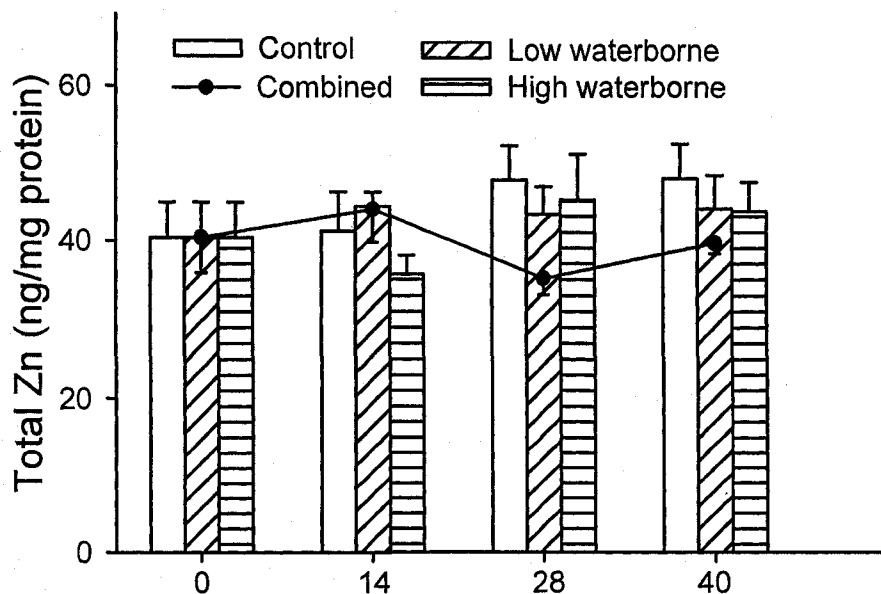 Control
Low waterborne
Combined
High waterborne
Total Zn (ng/mg protein)
60
40
20
0
0 14 28 40